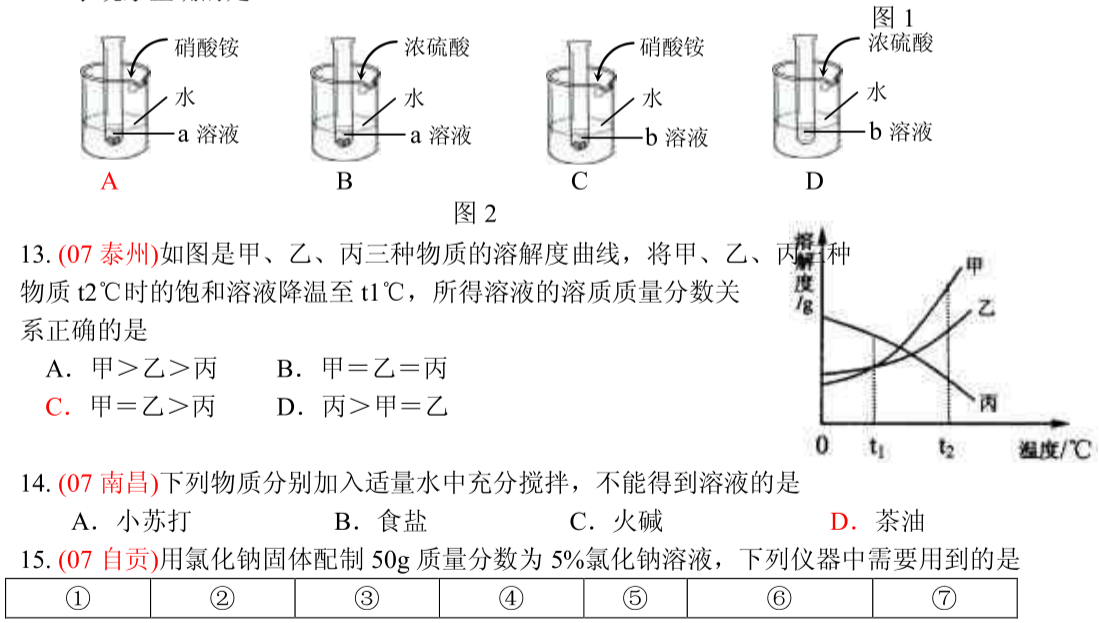 图 1
硝酸铵 浓硫酸 硝酸铵 浓硫酸
水 水 水 水
a 溶液 a 溶液 b 溶液 b 溶液
A B C D
图 2
13. (07 泰州)如图是甲、乙、丙三种物质的溶解度曲线，将甲、乙、丙三种
物质 t2℃时的饱和溶液降温至 t1℃，所得溶液的溶质质量分数关
系正确的是
A．甲＞乙＞丙 B．甲＝乙＝丙
C．甲＝乙＞丙 D．丙＞甲＝乙
溶解度/g
甲
乙
丙
0 t1 t2 温度/℃
14. (07 南昌)下列物质分别加入适量水中充分搅拌，不能得到溶液的是
A．小苏打 B．食盐 C．火碱 D．茶油
15. (07 自贡)用氯化钠固体配制 50g 质量分数为 5%氯化钠溶液，下列仪器中需要用到的是
① ② ③ ④ ⑤ ⑥ ⑦